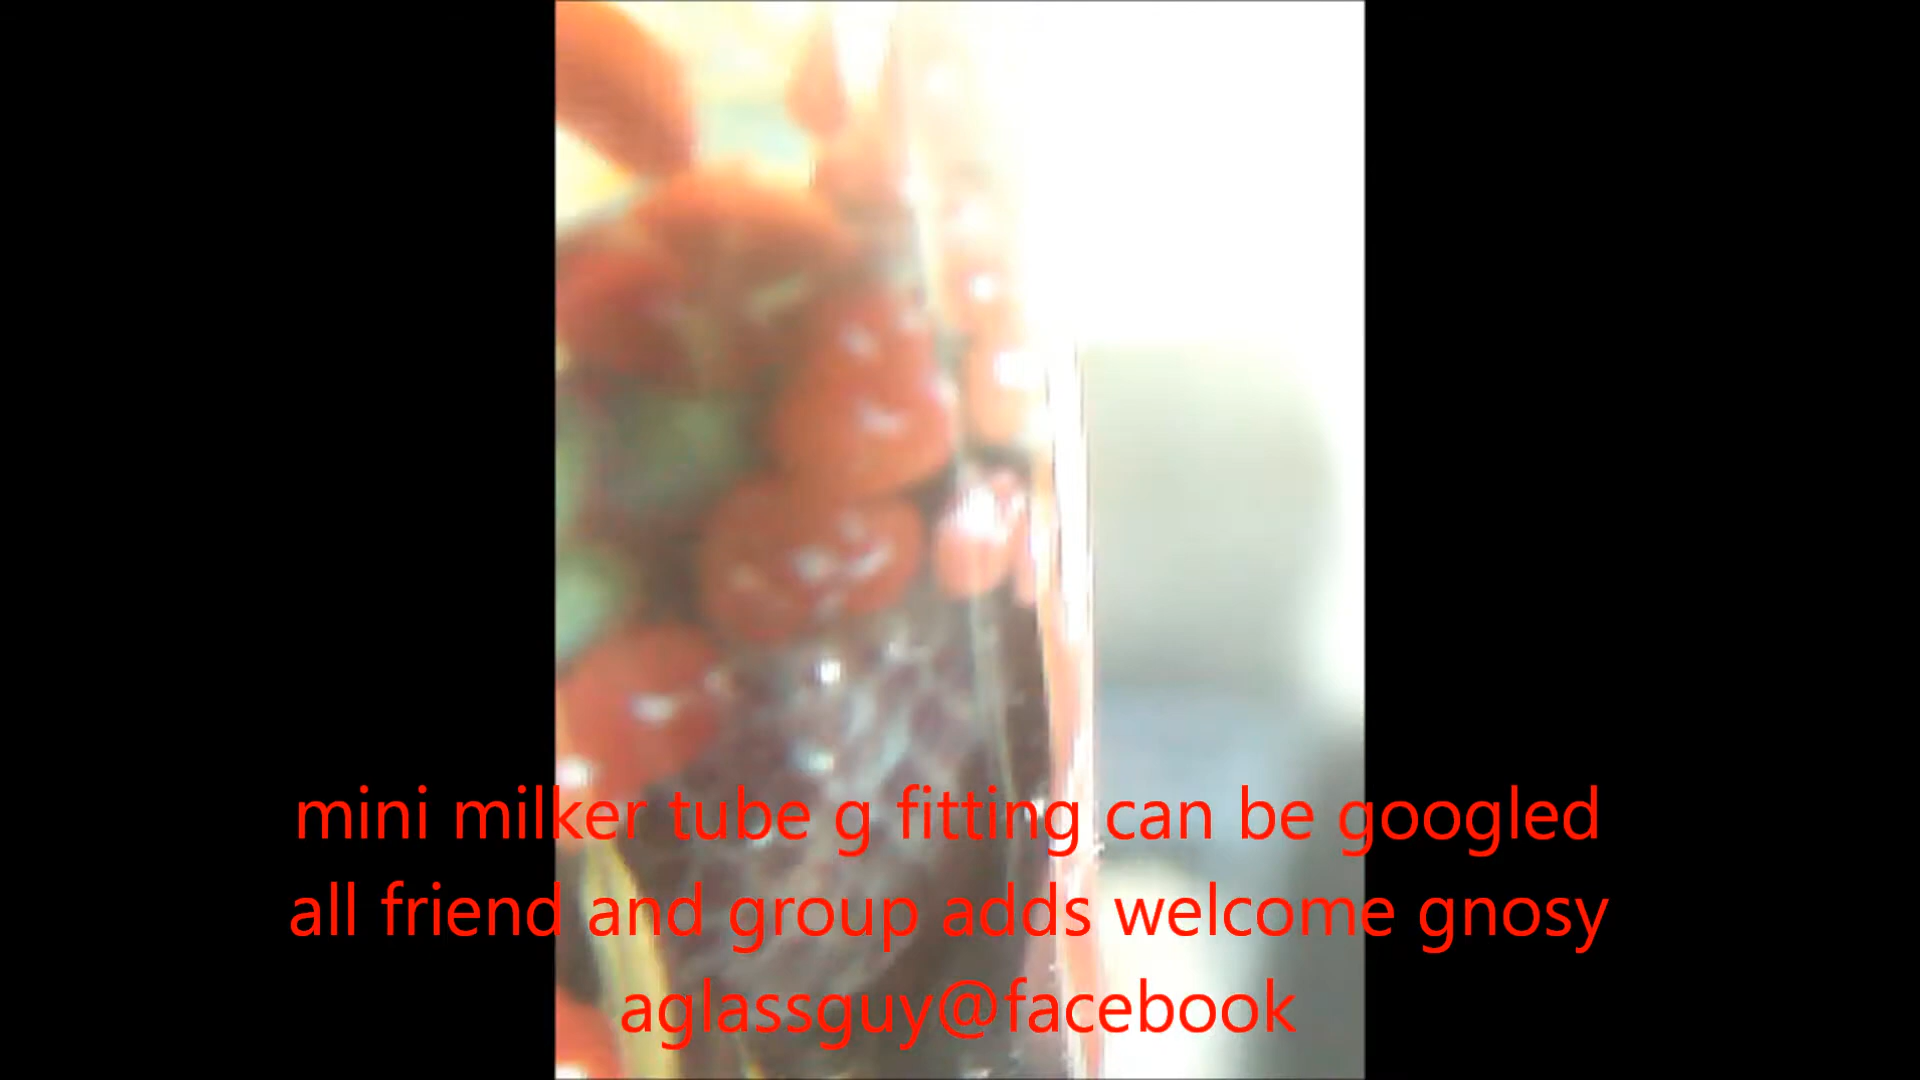 mini milker tube g fitting can be googled
all friend and group adds welcome gnosy
aglassguy@facebook